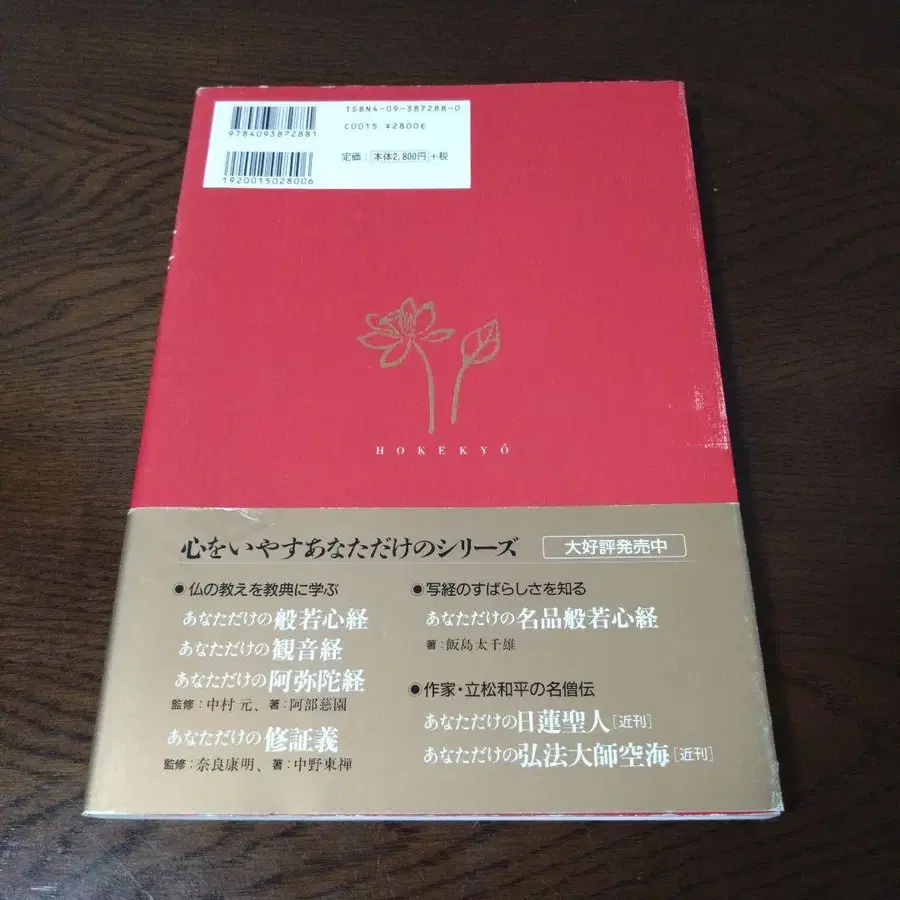 ISBN4-09-387288-0
C0015 ¥2800E
定価：本体2,800円+税
9784093872881
1920015028006
HOKEKYÔ
心をいやすあなただけのシリーズ
大好評発売中
●仏の教えを教典に学ぶ
あなただけの般若心経
あなただけの観音経
あなただけの阿弥陀経
監修：中村 元、著：阿部慈園
あなただけの修証義
監修：奈良康明、著：中野東禅
●写経のすばらしさを知る
あなただけの名品般若心経
著：飯島太千雄
●作家・立松和平の名僧伝
あなただけの日蓮聖人［近刊］
あなただけの弘法大師空海［近刊］